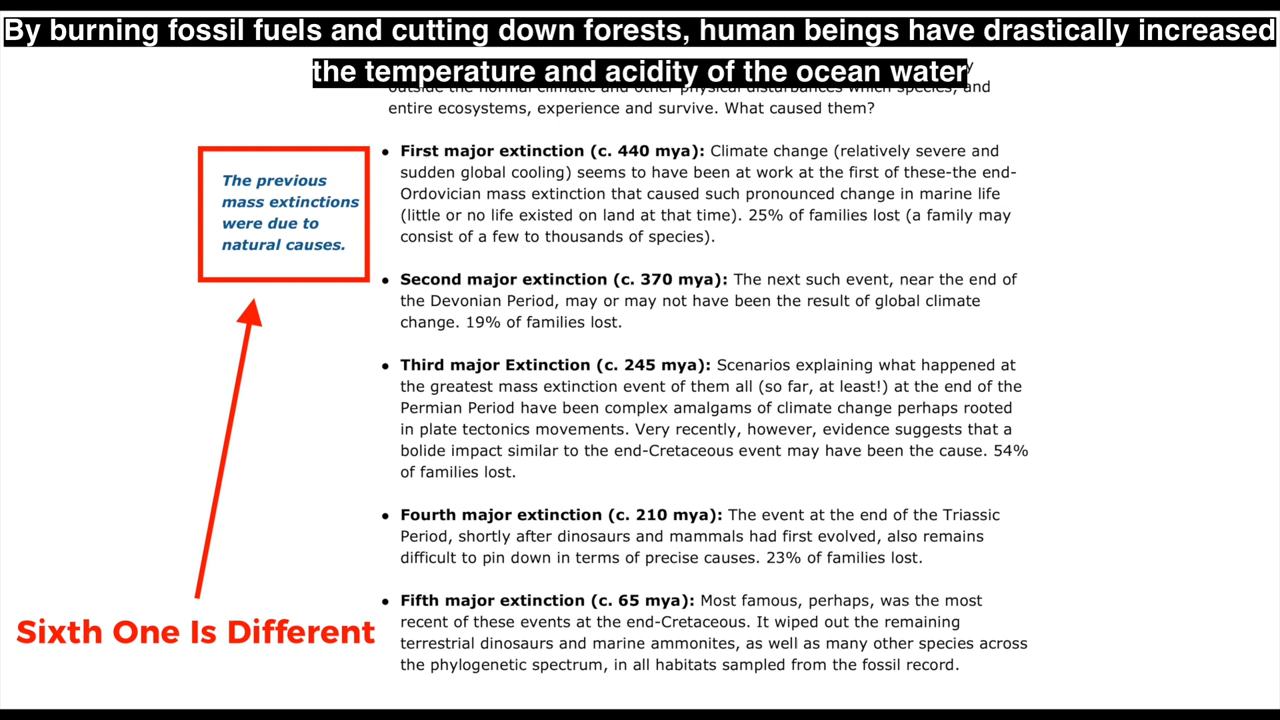 By burning fossil fuels and cutting down forests, human beings have drastically increased
the temperature and acidity of the ocean water
outside the normal climatic and other physical disturbances which species, and
entire ecosystems, experience and survive. What caused them?
The previous
mass extinctions
were due to
natural causes.
• First major extinction (c. 440 mya): Climate change (relatively severe and
sudden global cooling) seems to have been at work at the first of these-the end-
Ordovician mass extinction that caused such pronounced change in marine life
(little or no life existed on land at that time). 25% of families lost (a family may
consist of a few to thousands of species).
• Second major extinction (c. 370 mya): The next such event, near the end of
the Devonian Period, may or may not have been the result of global climate
change. 19% of families lost.
• Third major Extinction (c. 245 mya): Scenarios explaining what happened at
the greatest mass extinction event of them all (so far, at least!) at the end of the
Permian Period have been complex amalgams of climate change perhaps rooted
in plate tectonics movements. Very recently, however, evidence suggests that a
bolide impact similar to the end-Cretaceous event may have been the cause. 54%
of families lost.
• Fourth major extinction (c. 210 mya): The event at the end of the Triassic
Period, shortly after dinosaurs and mammals had first evolved, also remains
difficult to pin down in terms of precise causes. 23% of families lost.
• Fifth major extinction (c. 65 mya): Most famous, perhaps, was the most
recent of these events at the end-Cretaceous. It wiped out the remaining
terrestrial dinosaurs and marine ammonites, as well as many other species across
the phylogenetic spectrum, in all habitats sampled from the fossil record.
Sixth One Is Different